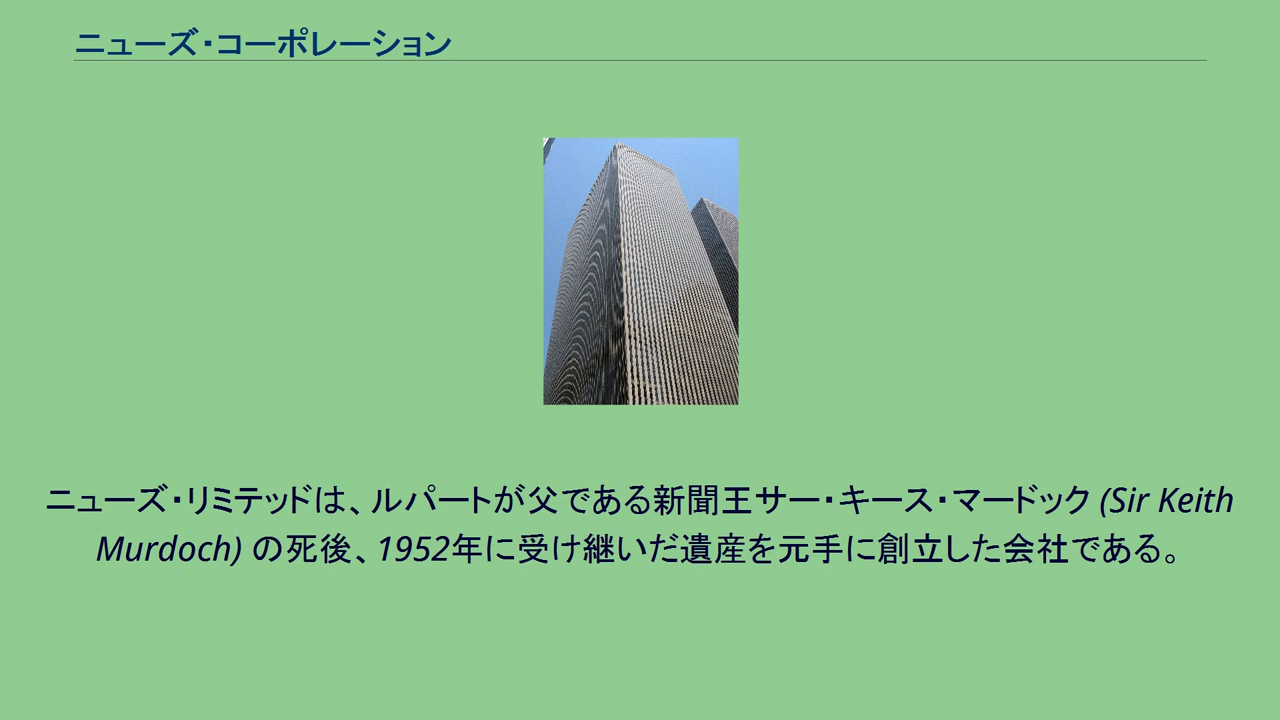 ニューズ・コーポレーション
ニューズ・リミテッドは、ルパートが父である新聞王サー・キース・マードック (Sir Keith
Murdoch) の死後、1952年に受け継いだ遺産を元手に創立した会社である。